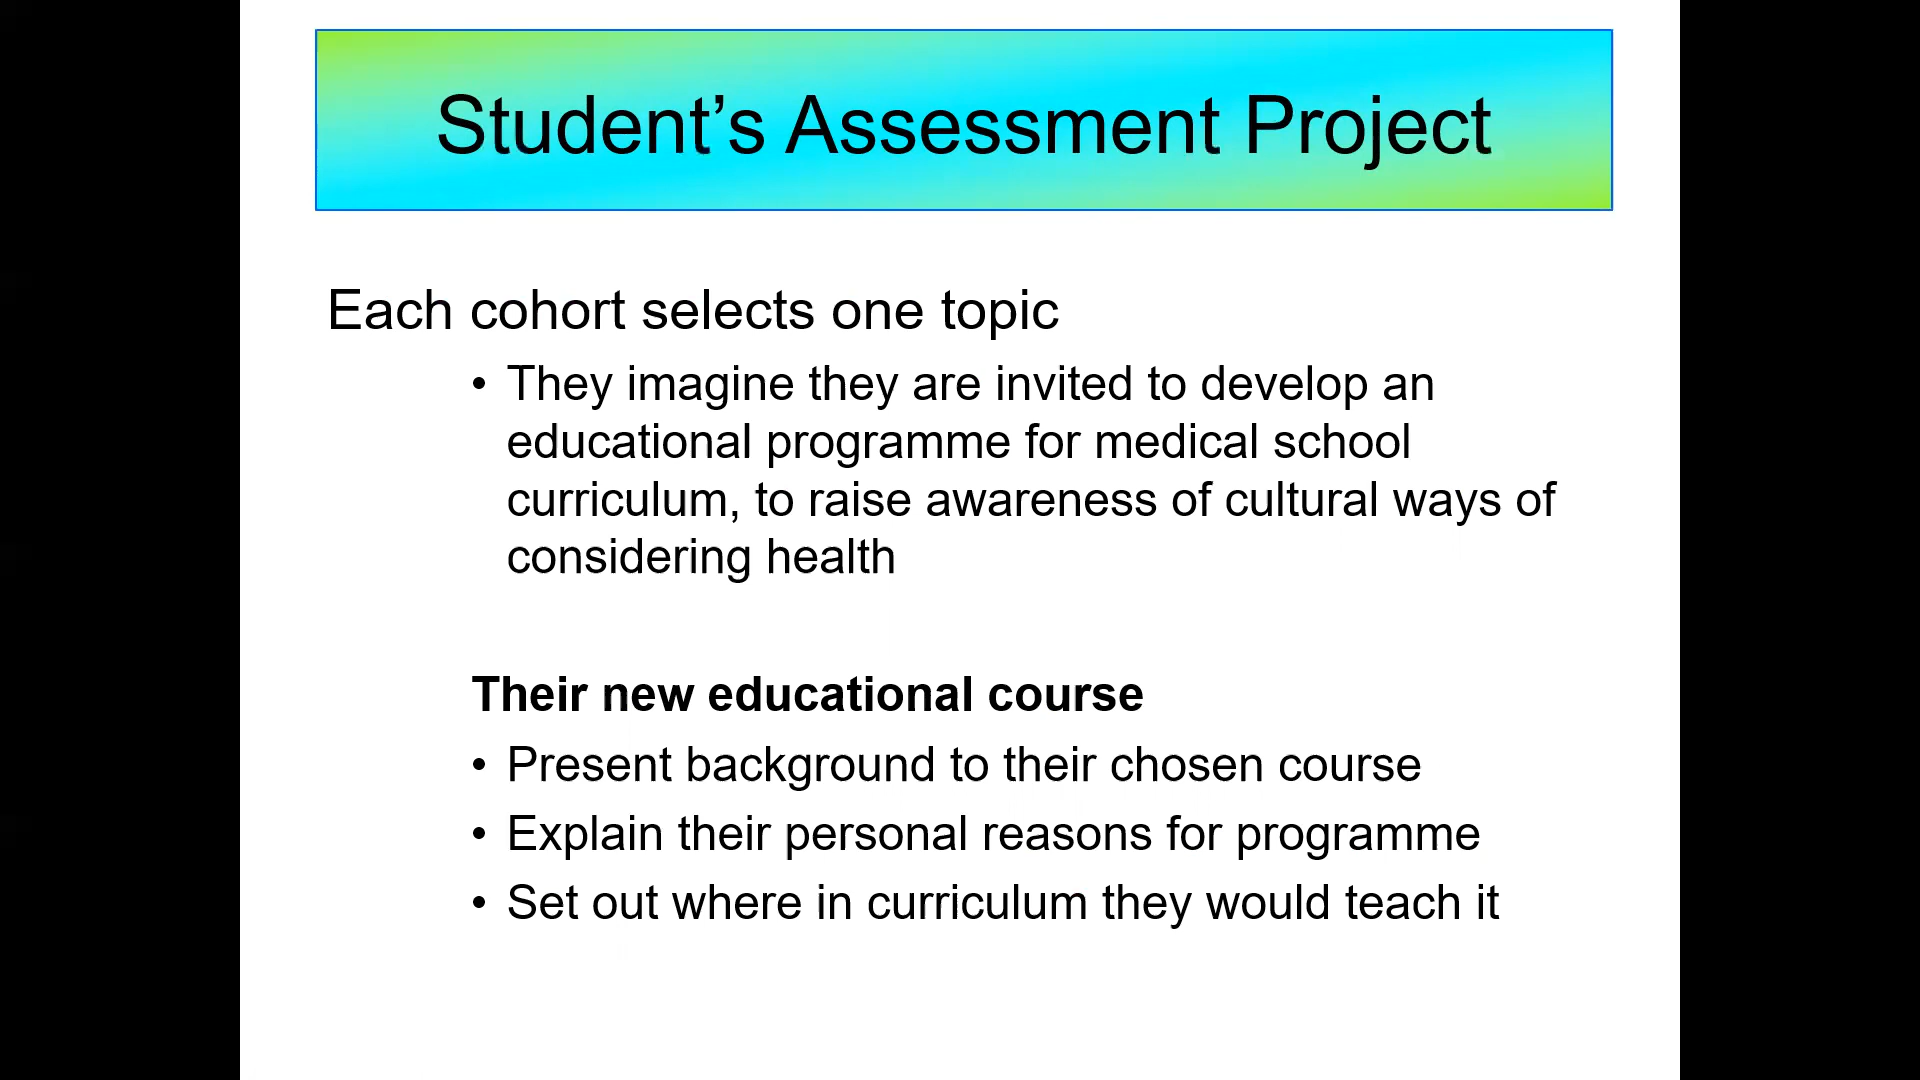 Student’s Assessment Project
Each cohort selects one topic
• They imagine they are invited to develop an
educational programme for medical school
curriculum, to raise awareness of cultural ways of
considering health
Their new educational course
• Present background to their chosen course
• Explain their personal reasons for programme
• Set out where in curriculum they would teach it